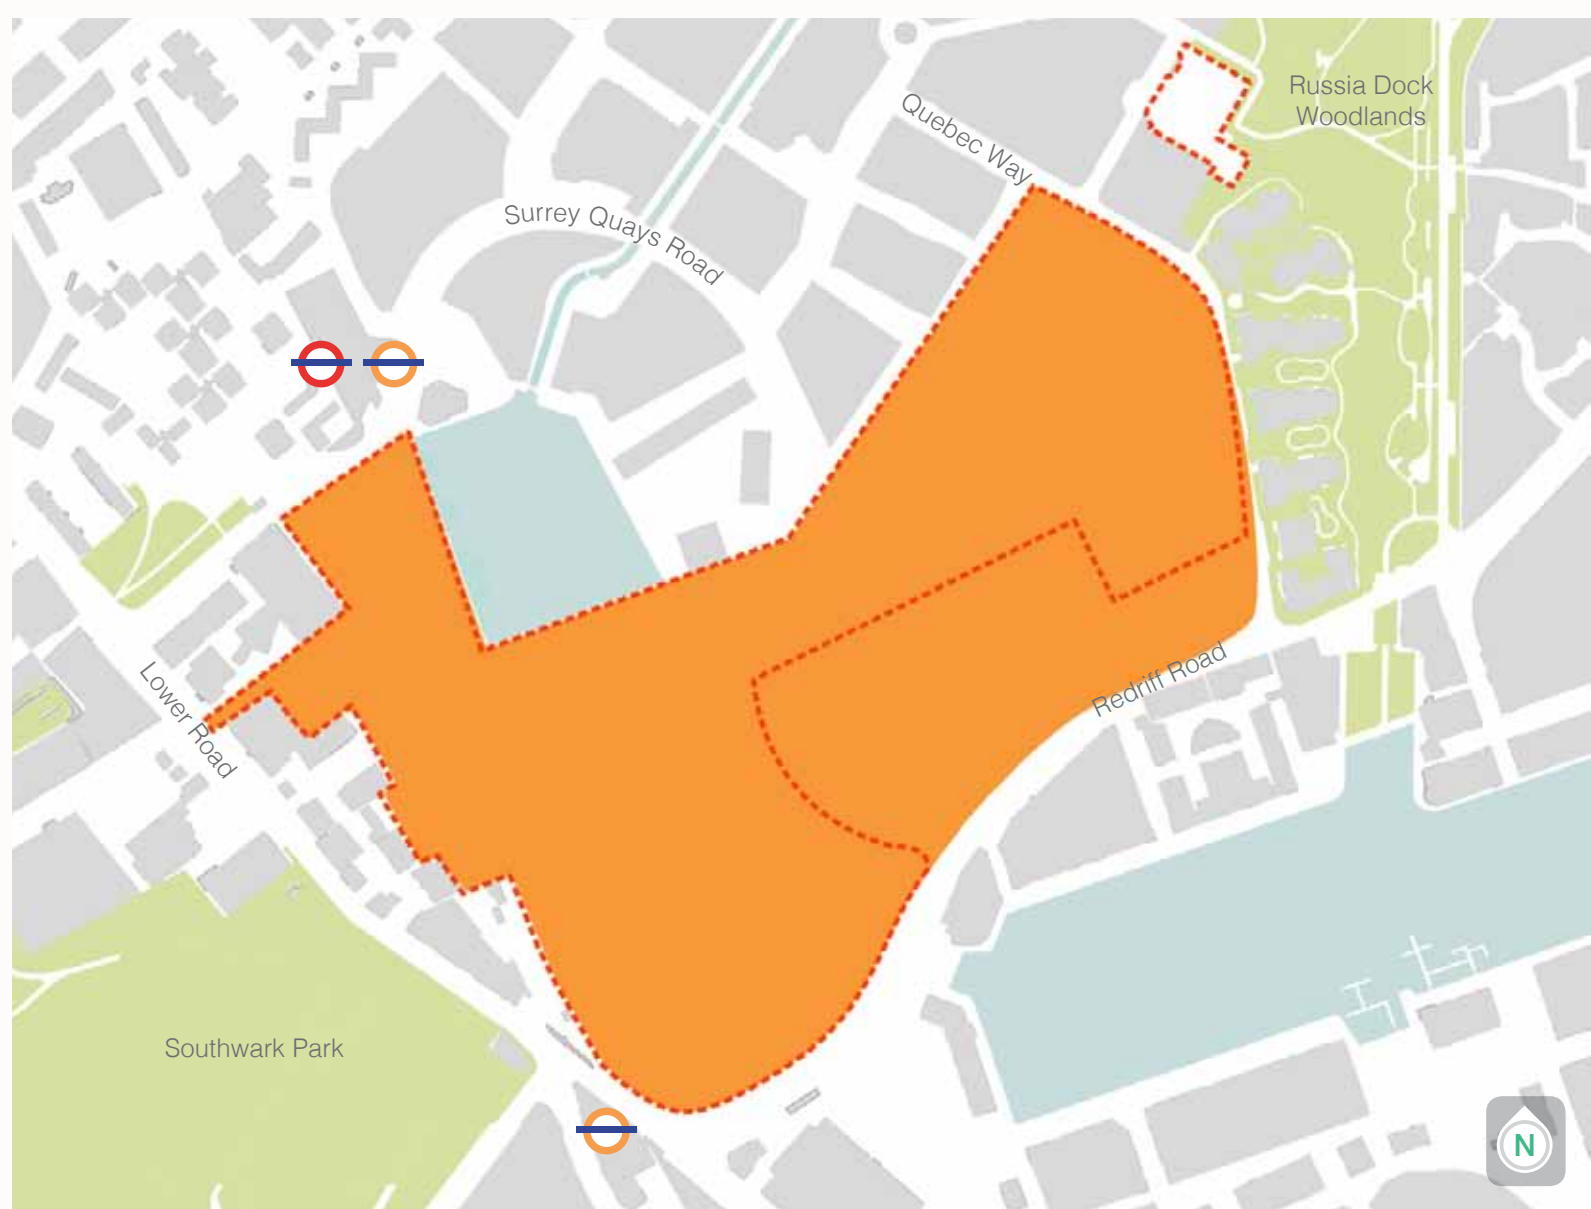 Russia Dock
Woodlands
Quebec Way
Surrey Quays Road
Redriff Road
Lower Road
Southwark Park
N